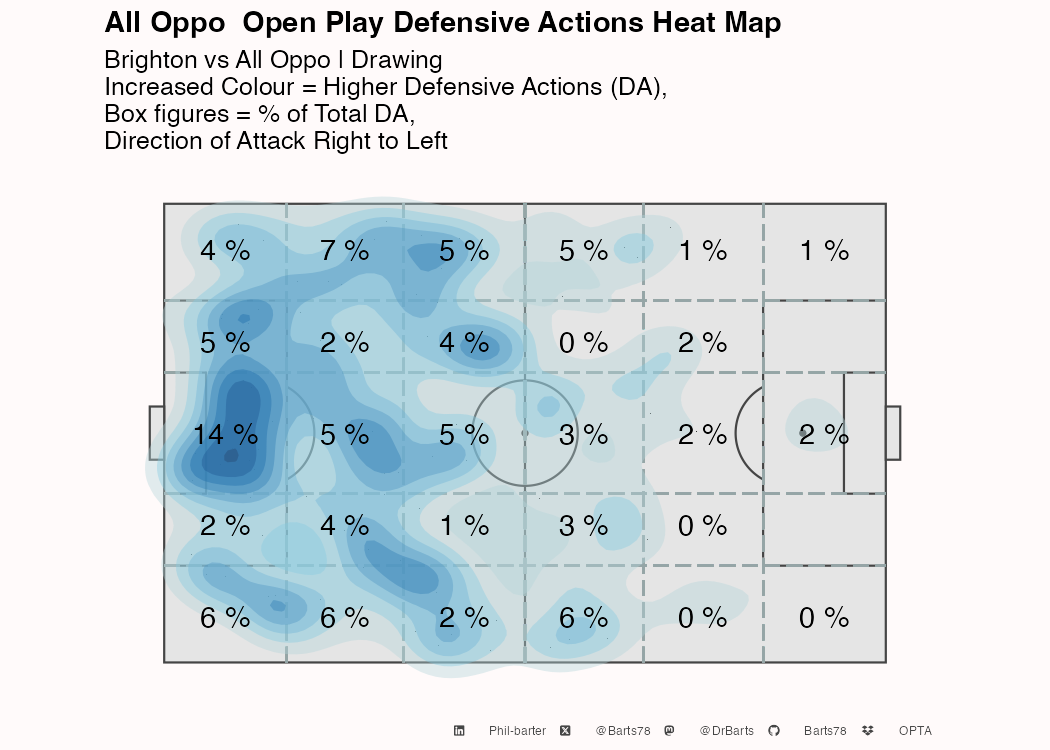 All Oppo  Open Play Defensive Actions Heat Map
Brighton vs All Oppo | Drawing
Increased Colour = Higher Defensive Actions (DA),
Box figures = % of Total DA,
Direction of Attack Right to Left
4 % 7 % 5 % 5 % 1 % 1 %
5 % 2 % 4 % 0 % 2 %
14 % 5 % 5 % 3 % 2 % 2 %
2 % 4 % 1 % 3 % 0 %
6 % 6 % 2 % 6 % 0 % 0 %
Phil-barter @Barts78 @DrBarts Barts78 OPTA